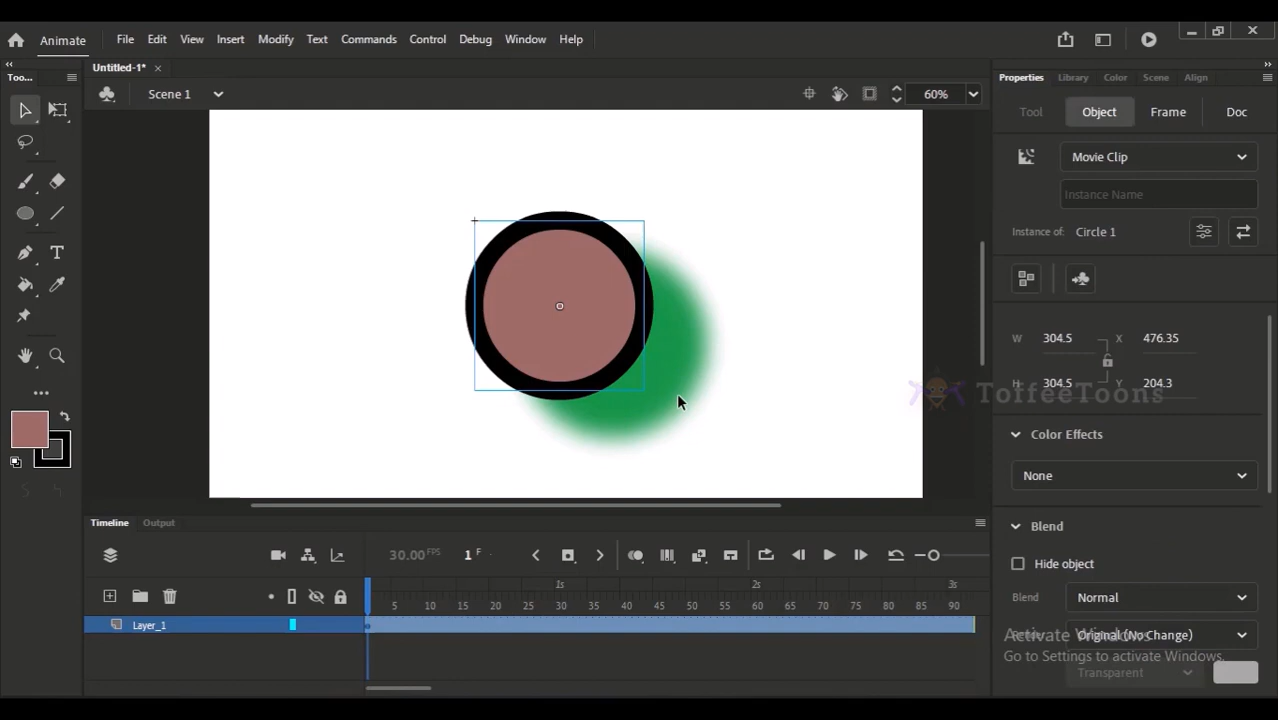 Animate File Edit View Insert Modify Text Commands Control Debug Window Help
Too... Untitled-1* Properties Library Color Scene Align
Scene 1 60%
Tool Object Frame Doc
Movie Clip
Instance Name
Instance of: Circle 1
W 304.5 X 476.35
H 304.5 Y 204.3
ToffeeToons
Color Effects
None
Timeline Output
Blend
30.00 FPS 1 F
Hide object
1s 2s 3s
5 10 15 20 25 30 35 40 45 50 55 60 65 70 75 80 85 90
Blend Normal
Layer_1
Render Original (No Change)
Activate Windows
Go to Settings to activate Windows.
Transparent